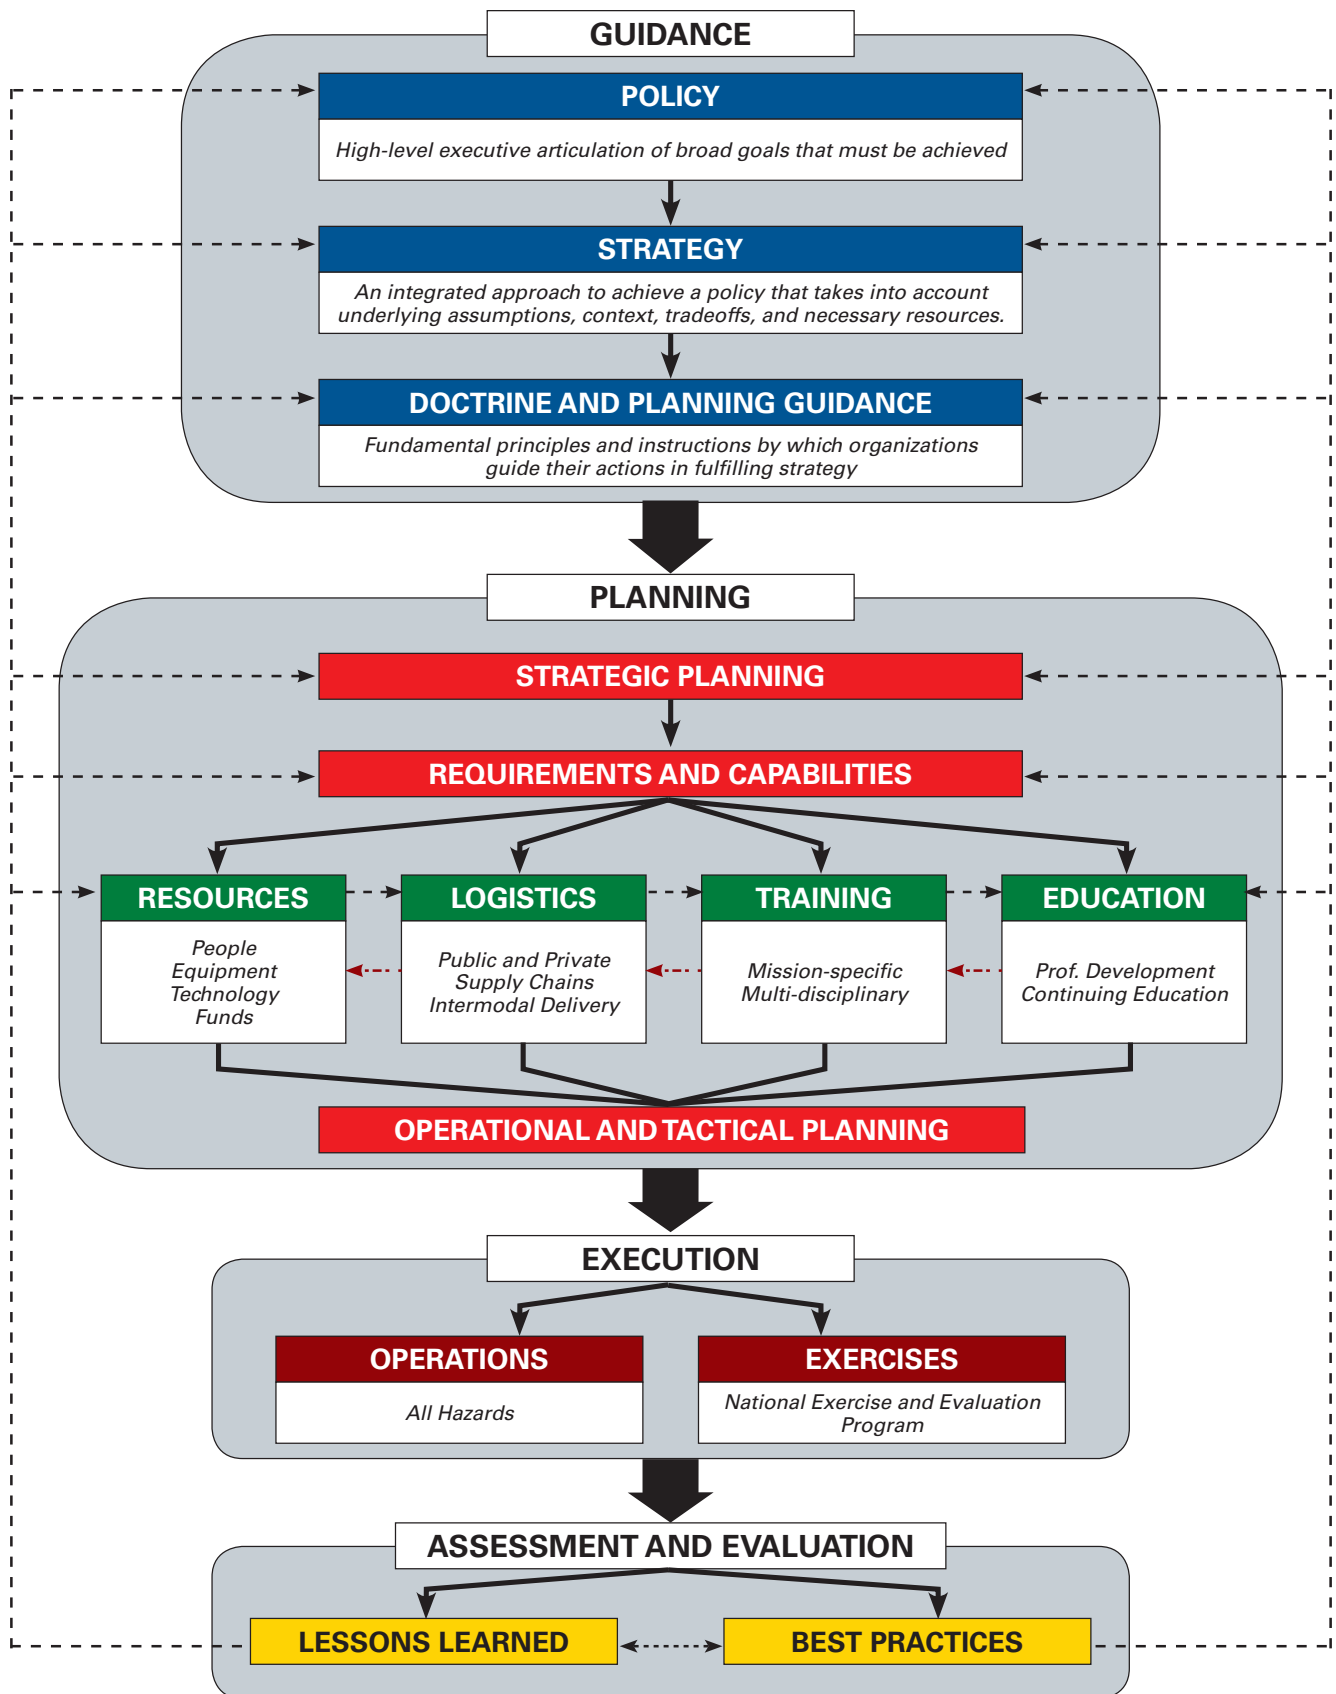 GUIDANCE
POLICY
High-level executive articulation of broad goals that must be achieved
STRATEGY
An integrated approach to achieve a policy that takes into account
underlying assumptions, context, tradeoffs, and necessary resources.
DOCTRINE AND PLANNING GUIDANCE
Fundamental principles and instructions by which organizations
guide their actions in fulfilling strategy
PLANNING
STRATEGIC PLANNING
REQUIREMENTS AND CAPABILITIES
RESOURCES
People
Equipment
Technology
Funds
LOGISTICS
Public and Private
Supply Chains
Intermodal Delivery
TRAINING
Mission-specific
Multi-disciplinary
EDUCATION
Prof. Development
Continuing Education
OPERATIONAL AND TACTICAL PLANNING
EXECUTION
OPERATIONS
All Hazards
EXERCISES
National Exercise and Evaluation
Program
ASSESSMENT AND EVALUATION
LESSONS LEARNED
BEST PRACTICES